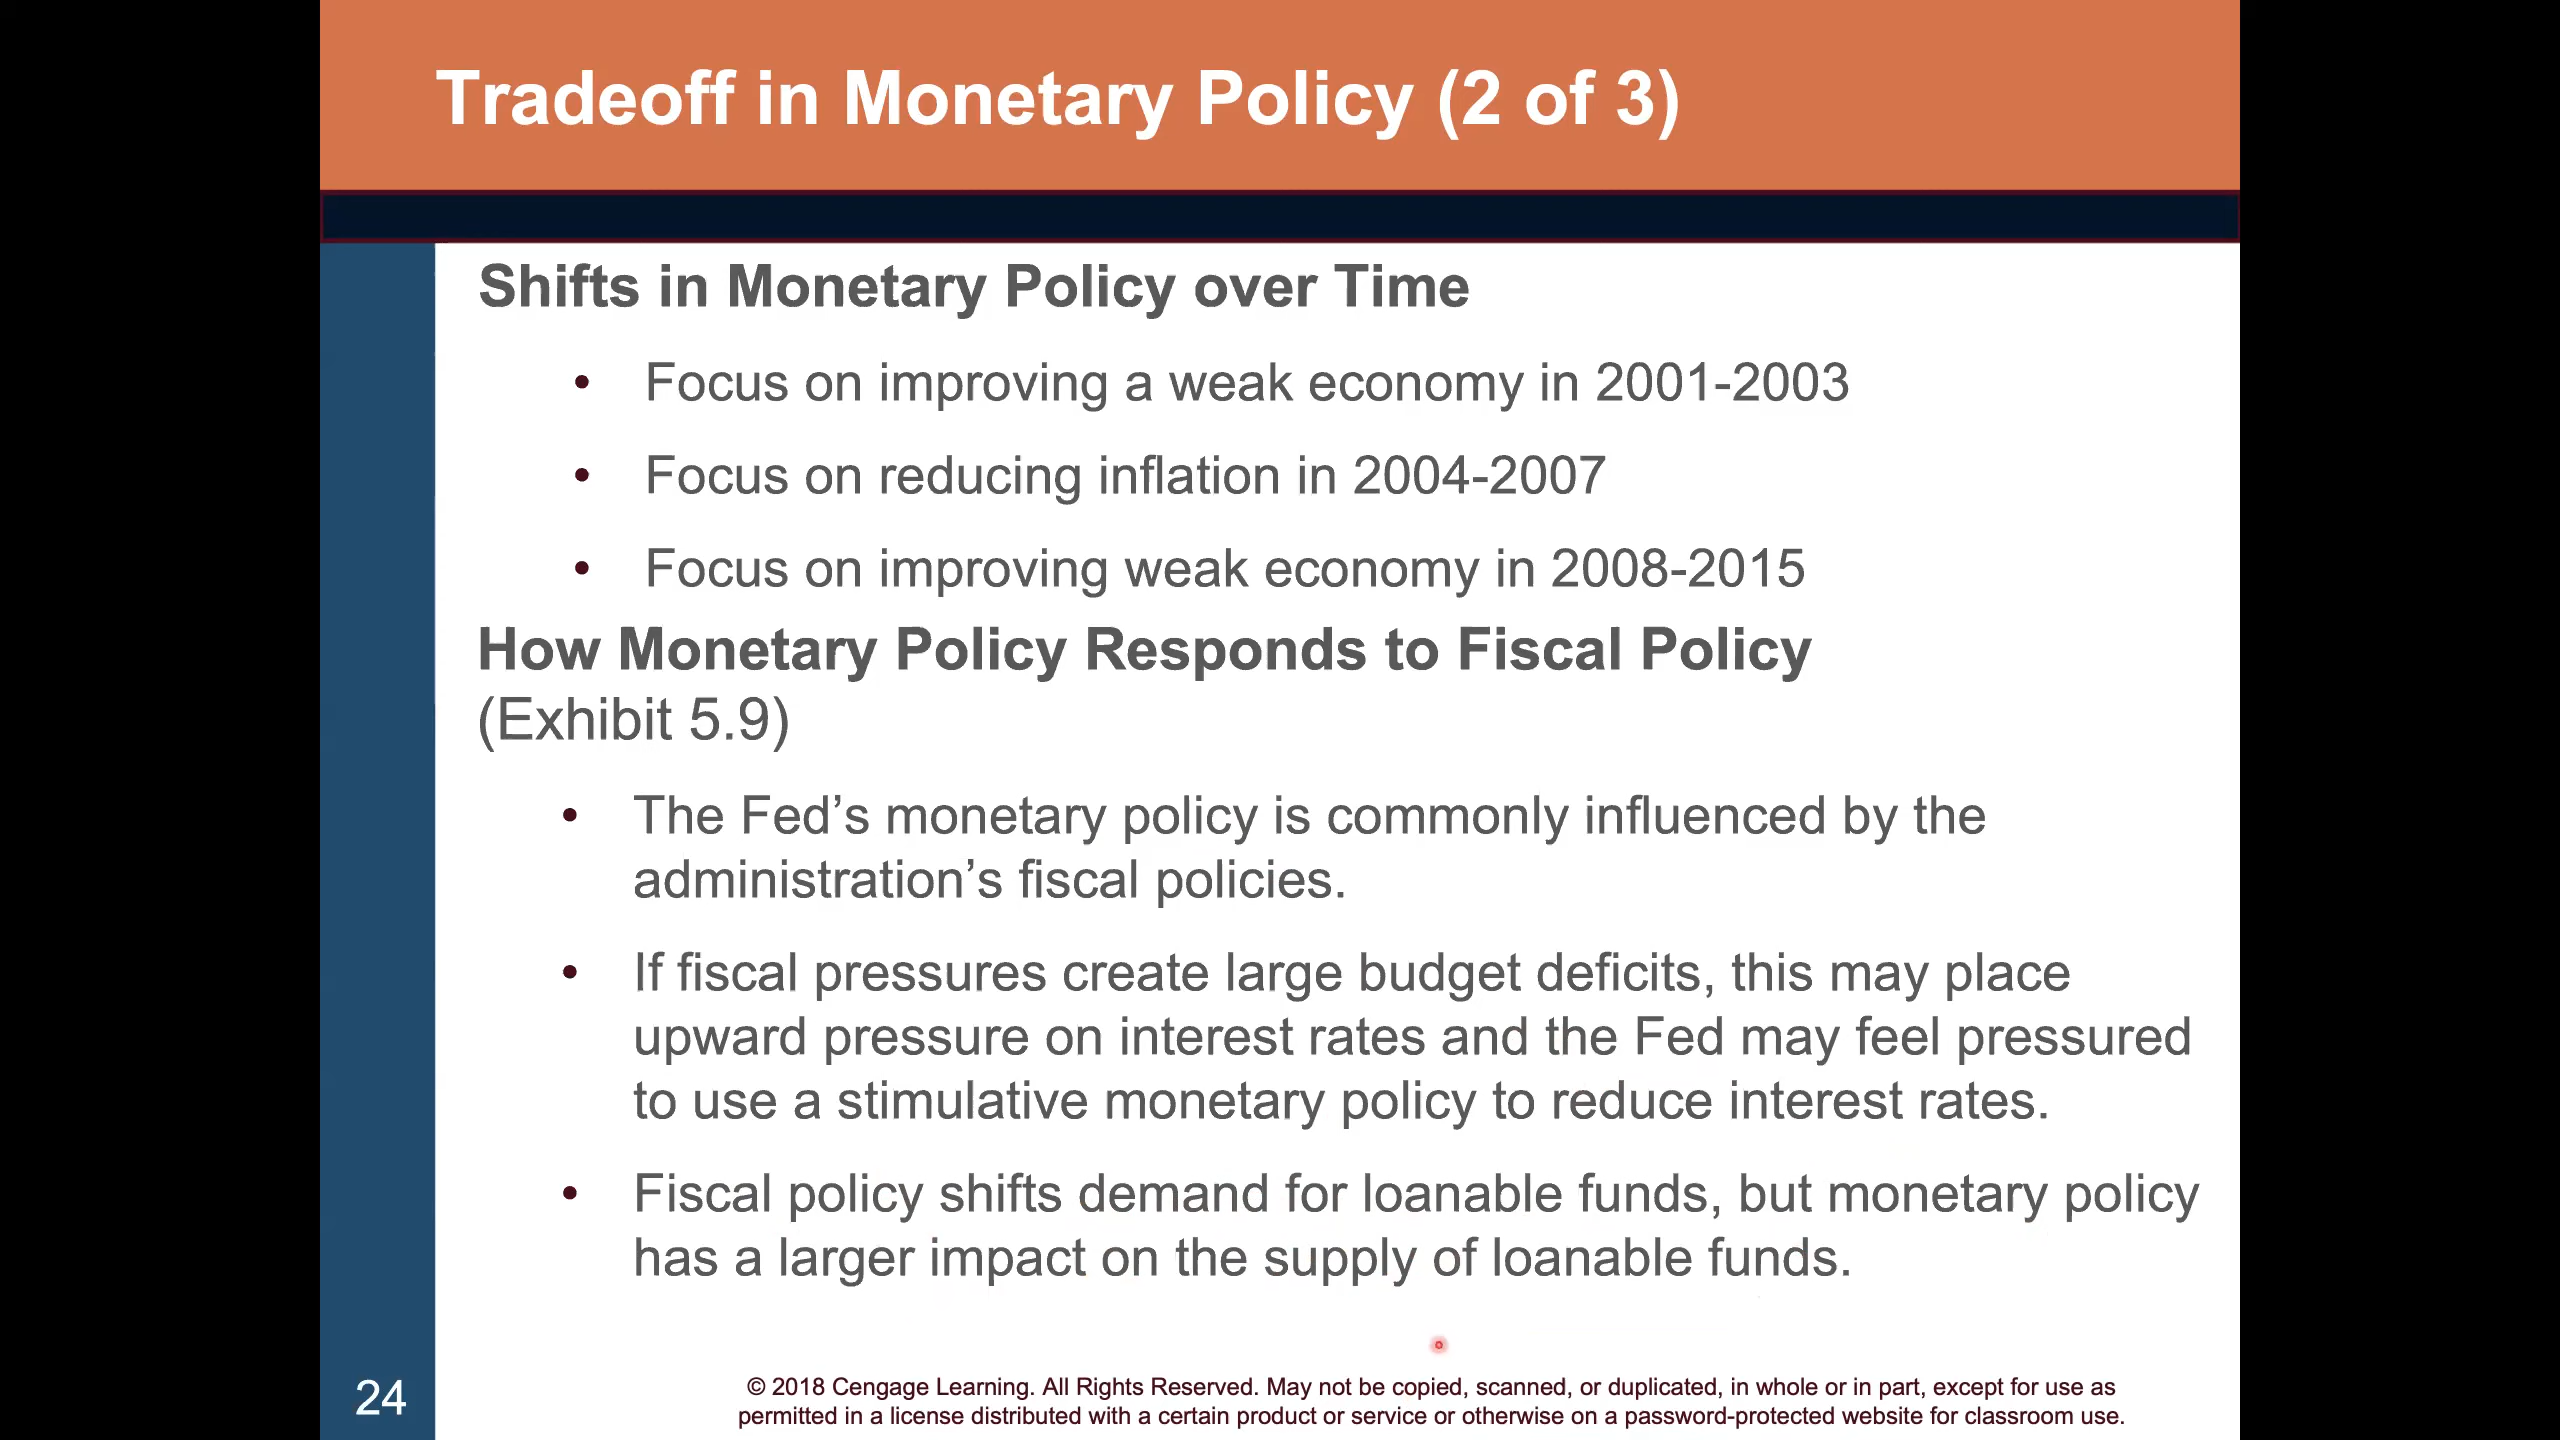 Tradeoff in Monetary Policy (2 of 3)
Shifts in Monetary Policy over Time
• Focus on improving a weak economy in 2001-2003
• Focus on reducing inflation in 2004-2007
• Focus on improving weak economy in 2008-2015
How Monetary Policy Responds to Fiscal Policy
(Exhibit 5.9)
• The Fed’s monetary policy is commonly influenced by the
administration’s fiscal policies.
• If fiscal pressures create large budget deficits, this may place
upward pressure on interest rates and the Fed may feel pressured
to use a stimulative monetary policy to reduce interest rates.
• Fiscal policy shifts demand for loanable funds, but monetary policy
has a larger impact on the supply of loanable funds.
24
© 2018 Cengage Learning. All Rights Reserved. May not be copied, scanned, or duplicated, in whole or in part, except for use as
permitted in a license distributed with a certain product or service or otherwise on a password-protected website for classroom use.